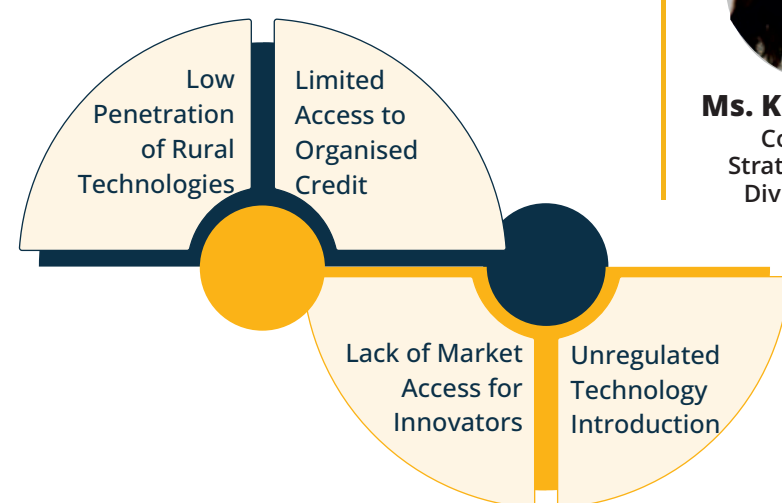 Low
Penetration
of Rural
Technologies
Limited
Access to
Organised
Credit
Ms. K
Lack of Market
Access for
Innovators
Unregulated
Technology
Introduction